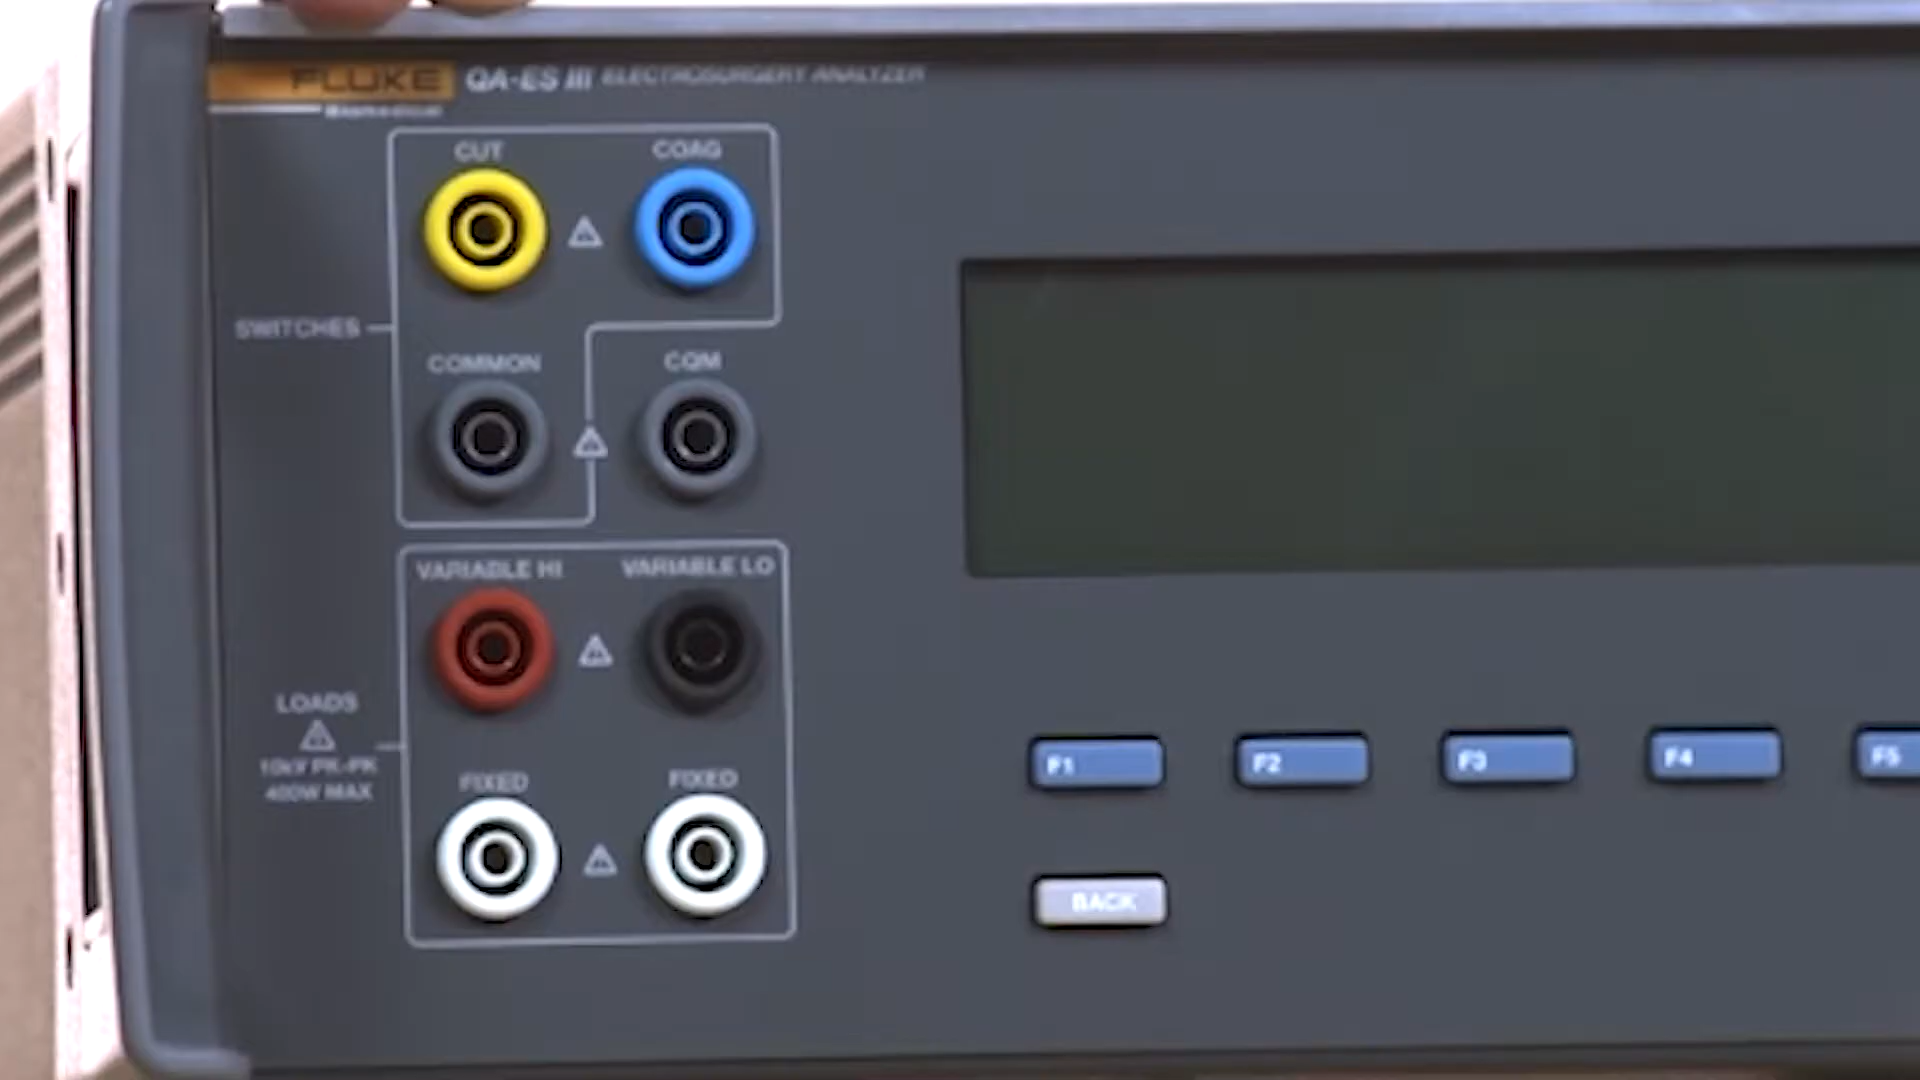 FLUKE QA-ES III ELECTROSURGERY ANALYZER
Biomedical
CUT COAG
SWITCHES
COMMON CQM
VARIABLE HI VARIABLE LO
LOADS
10kV PK-PK
400W MAX
FIXED FIXED
F1 F2 F3 F4 F5
BACK